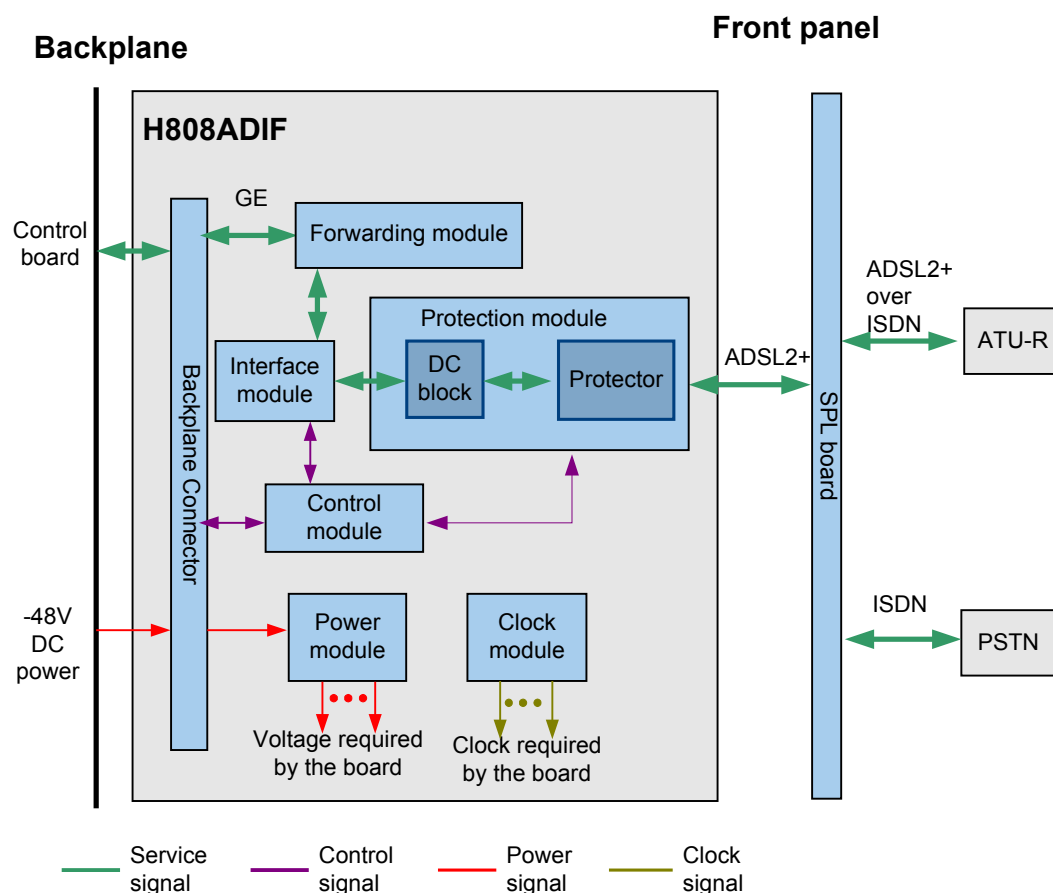 Backplane
Front panel
H808ADIF
GE
Control
board
Forwarding module
ADSL2+
over
ISDN
Protection module
Interface
module
DC
block
Protector
ADSL2+
ATU-R
Backplane Connector
SPL board
Control
module
-48V
DC
power
Power
module
Clock
module
ISDN
PSTN
Voltage required
by the board
Clock required
by the board
Service
signal
Control
signal
Power
signal
Clock
signal